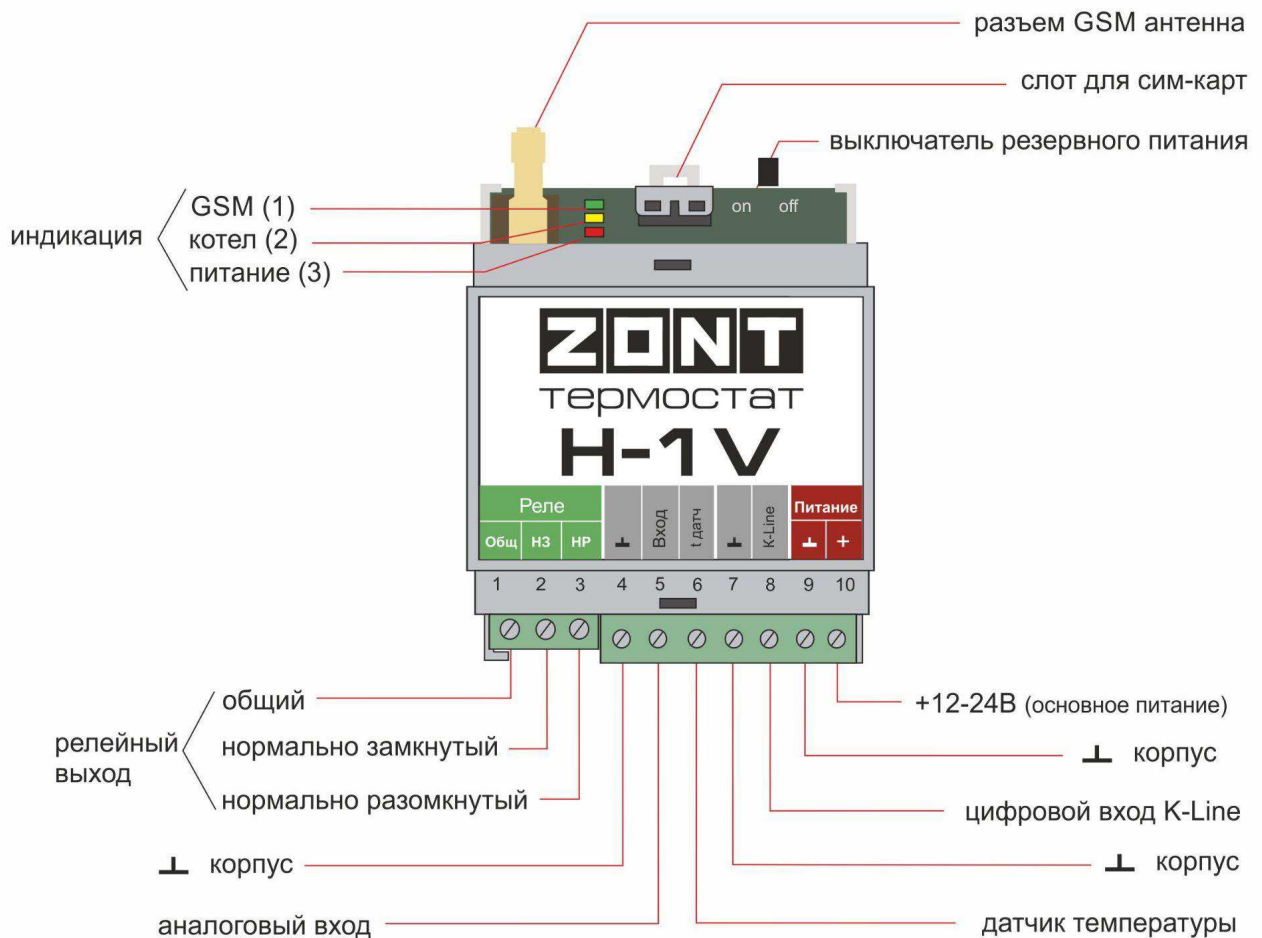 разъем GSM антенна
слот для сим-карт
выключатель резервного питания
индикация
GSM (1)
котел (2)
питание (3)
on off
ZONT
термостат
H-1V
Реле
Общ НЗ НР
Вход
t датч
K-Line
Питание
+
1 2 3 4 5 6 7 8 9 10
релейный
выход
общий
нормально замкнутый
нормально разомкнутый
корпус
аналоговый вход
+12-24В (основное питание)
корпус
цифровой вход K-Line
корпус
датчик температуры